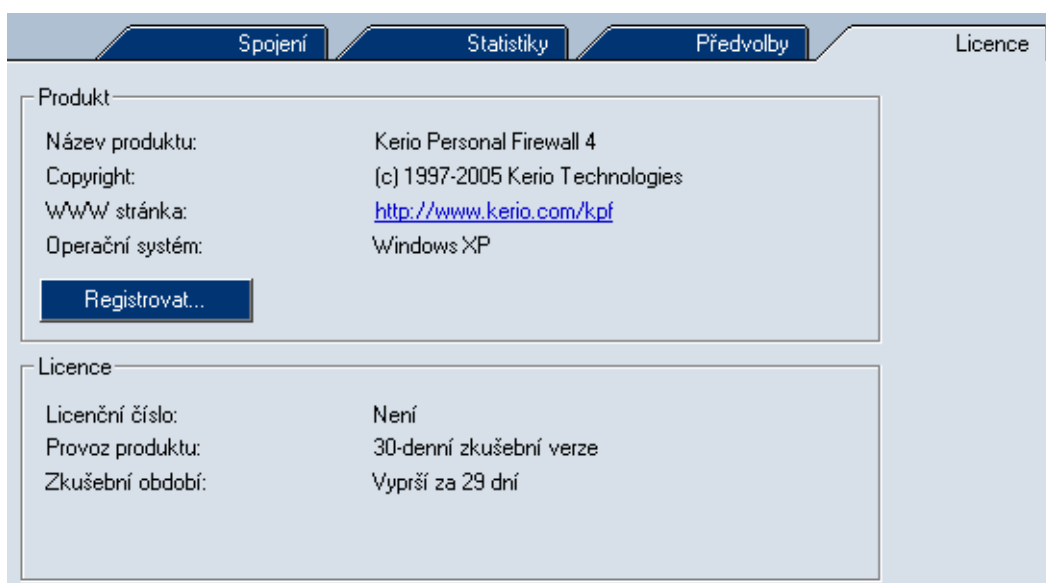 Spojení Statistiky Předvolby Licence
Produkt
Název produktu: Kerio Personal Firewall 4
Copyright: (c) 1997-2005 Kerio Technologies
WWW stránka: http://www.kerio.com/kpf
Operační systém: Windows XP
Registrovat...
Licence
Licenční číslo: Není
Provoz produktu: 30-denní zkušební verze
Zkušební období: Vyprší za 29 dní